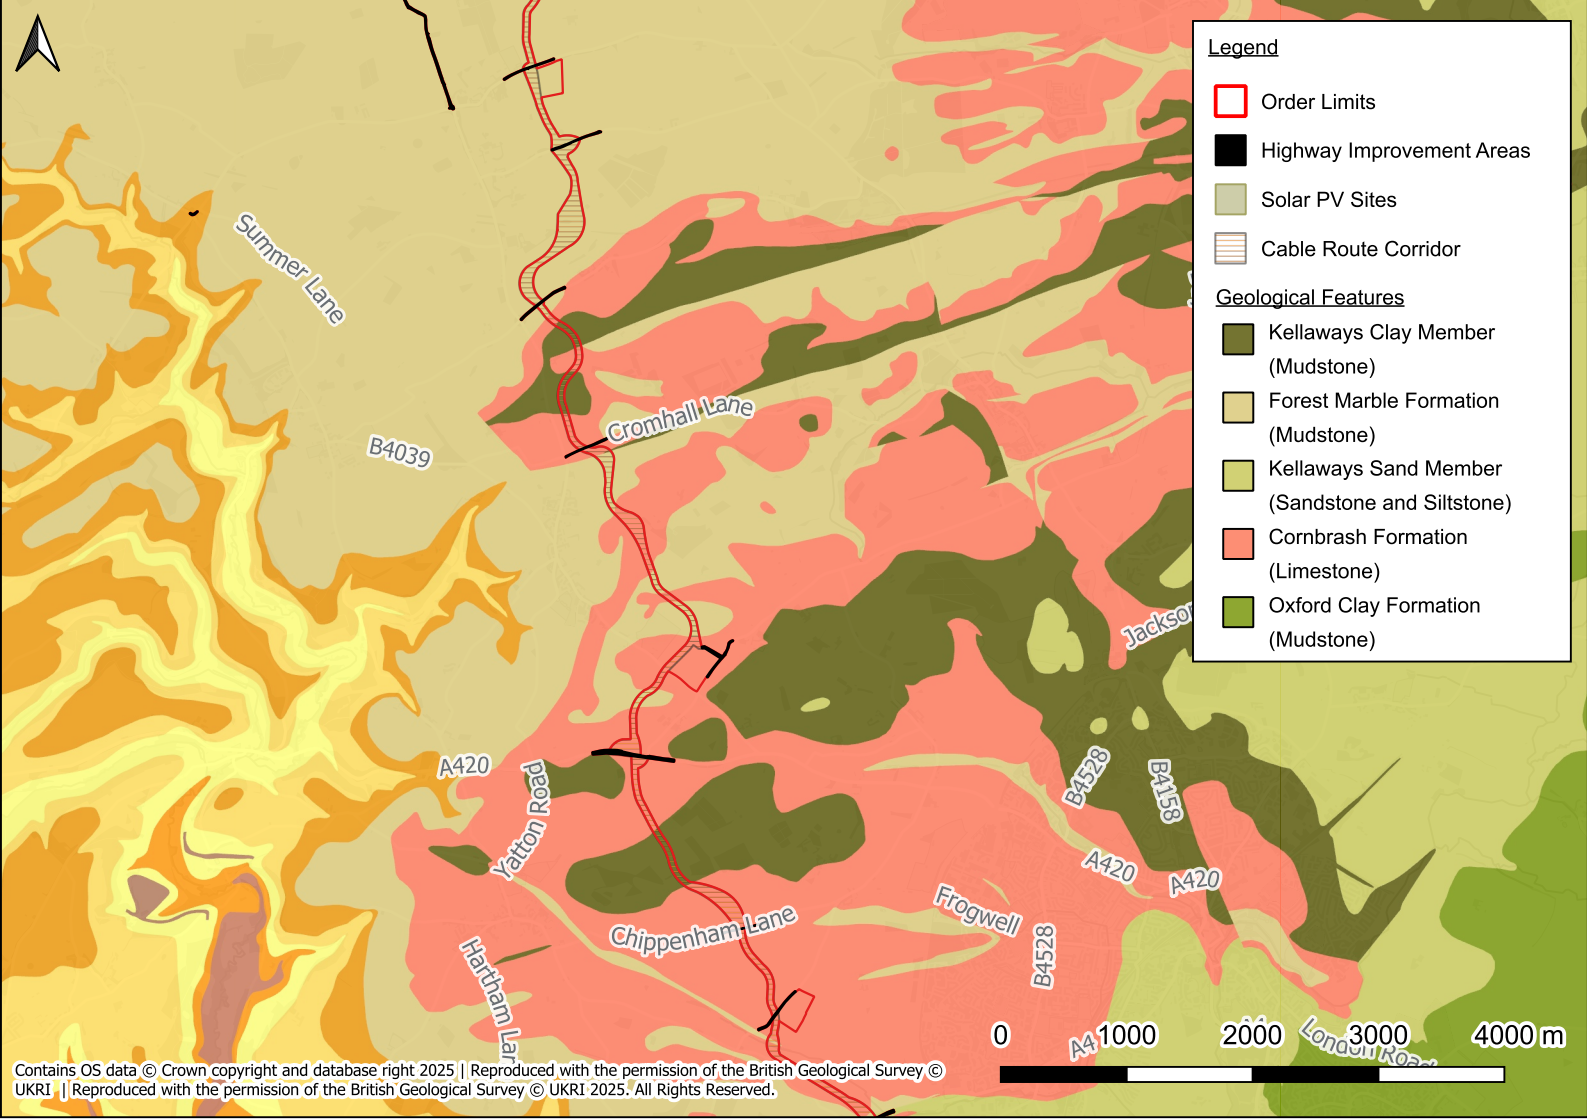 Legend
Order Limits
Highway Improvement Areas
Solar PV Sites
Cable Route Corridor
Geological Features
Kellaways Clay Member
(Mudstone)
Forest Marble Formation
(Mudstone)
Kellaways Sand Member
(Sandstone and Siltstone)
Cornbrash Formation
(Limestone)
Oxford Clay Formation
(Mudstone)
Summer Lane
B4039
Cromhall Lane
A420
Yatton Road
B4528
B4158
A420
A420
Chippenham Lane
Frogwell
B4528
Hartham
A4
London Road
0 1000 2000 3000 4000 m
Contains OS data © Crown copyright and database right 2025 | Reproduced with the permission of the British Geological Survey ©
UKRI | Reproduced with the permission of the British Geological Survey © UKRI 2025. All Rights Reserved.